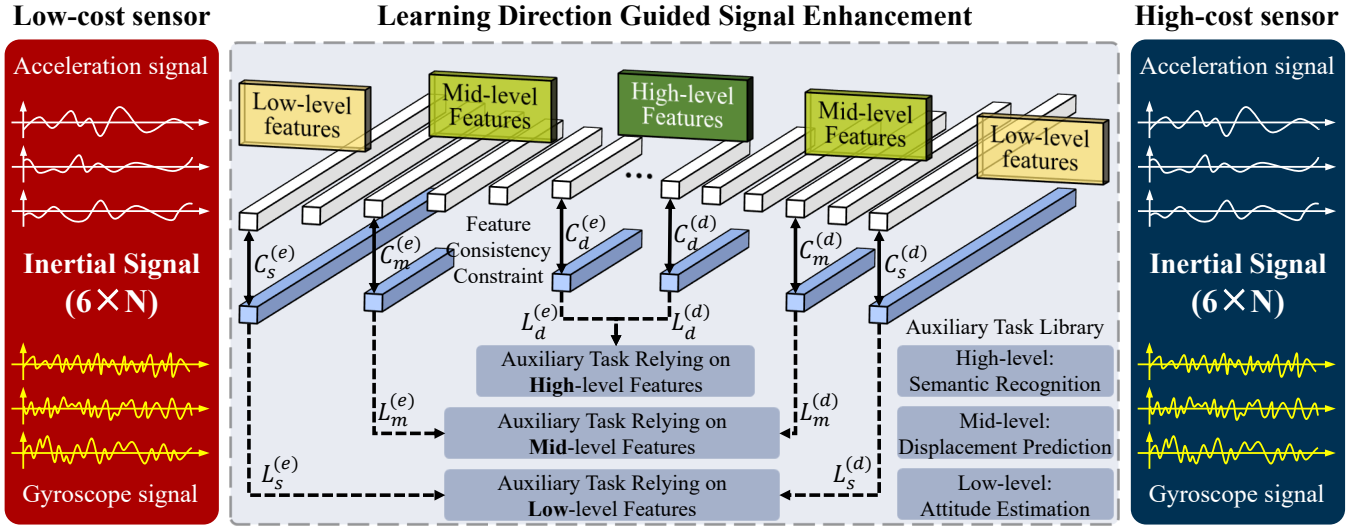 Low-cost sensor
Learning Direction Guided Signal Enhancement
High-cost sensor
Acceleration signal
Inertial Signal
(6×N)
Gyroscope signal
Low-level
features
Mid-level
Features
High-level
Features
Mid-level
Features
Low-level
features
...
C_s^{(e)}
C_m^{(e)}
Feature
Consistency
Constraint
C_d^{(e)}
C_d^{(d)}
C_m^{(d)}
C_s^{(d)}
L_d^{(e)}
L_d^{(d)}
Auxiliary Task Relying on
High-level Features
L_m^{(e)}
Auxiliary Task Relying on
Mid-level Features
L_m^{(d)}
L_s^{(e)}
Auxiliary Task Relying on
Low-level Features
L_s^{(d)}
Auxiliary Task Library
High-level:
Semantic Recognition
Mid-level:
Displacement Prediction
Low-level:
Attitude Estimation
Acceleration signal
Inertial Signal
(6×N)
Gyroscope signal